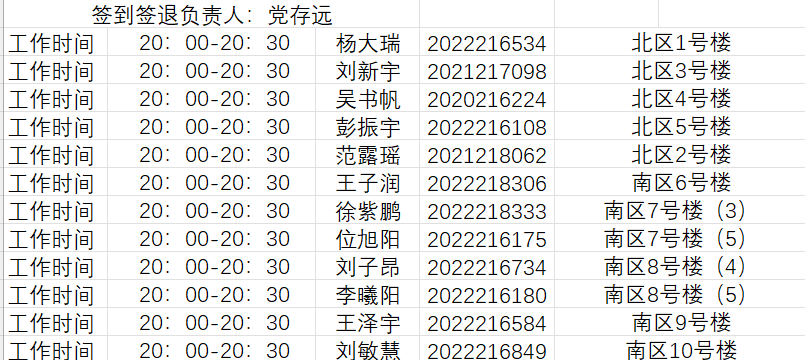 签到签退负责人：党存远
工作时间 20：00-20：30 杨大瑞 2022216534 北区1号楼
工作时间 20：00-20：30 刘新宇 2021217098 北区3号楼
工作时间 20：00-20：30 吴书帆 2020216224 北区4号楼
工作时间 20：00-20：30 彭振宇 2022216108 北区5号楼
工作时间 20：00-20：30 范露瑶 2021218062 北区2号楼
工作时间 20：00-20：30 王子润 2022218306 南区6号楼
工作时间 20：00-20：30 徐紫鹏 2022218333 南区7号楼（3）
工作时间 20：00-20：30 位旭阳 2022216175 南区7号楼（5）
工作时间 20：00-20：30 刘子昂 2022216734 南区8号楼（4）
工作时间 20：00-20：30 李曦阳 2022216180 南区8号楼（5）
工作时间 20：00-20：30 王泽宇 2022216584 南区9号楼
工作时间 20：00-20：30 刘敏慧 2022216849 南区10号楼